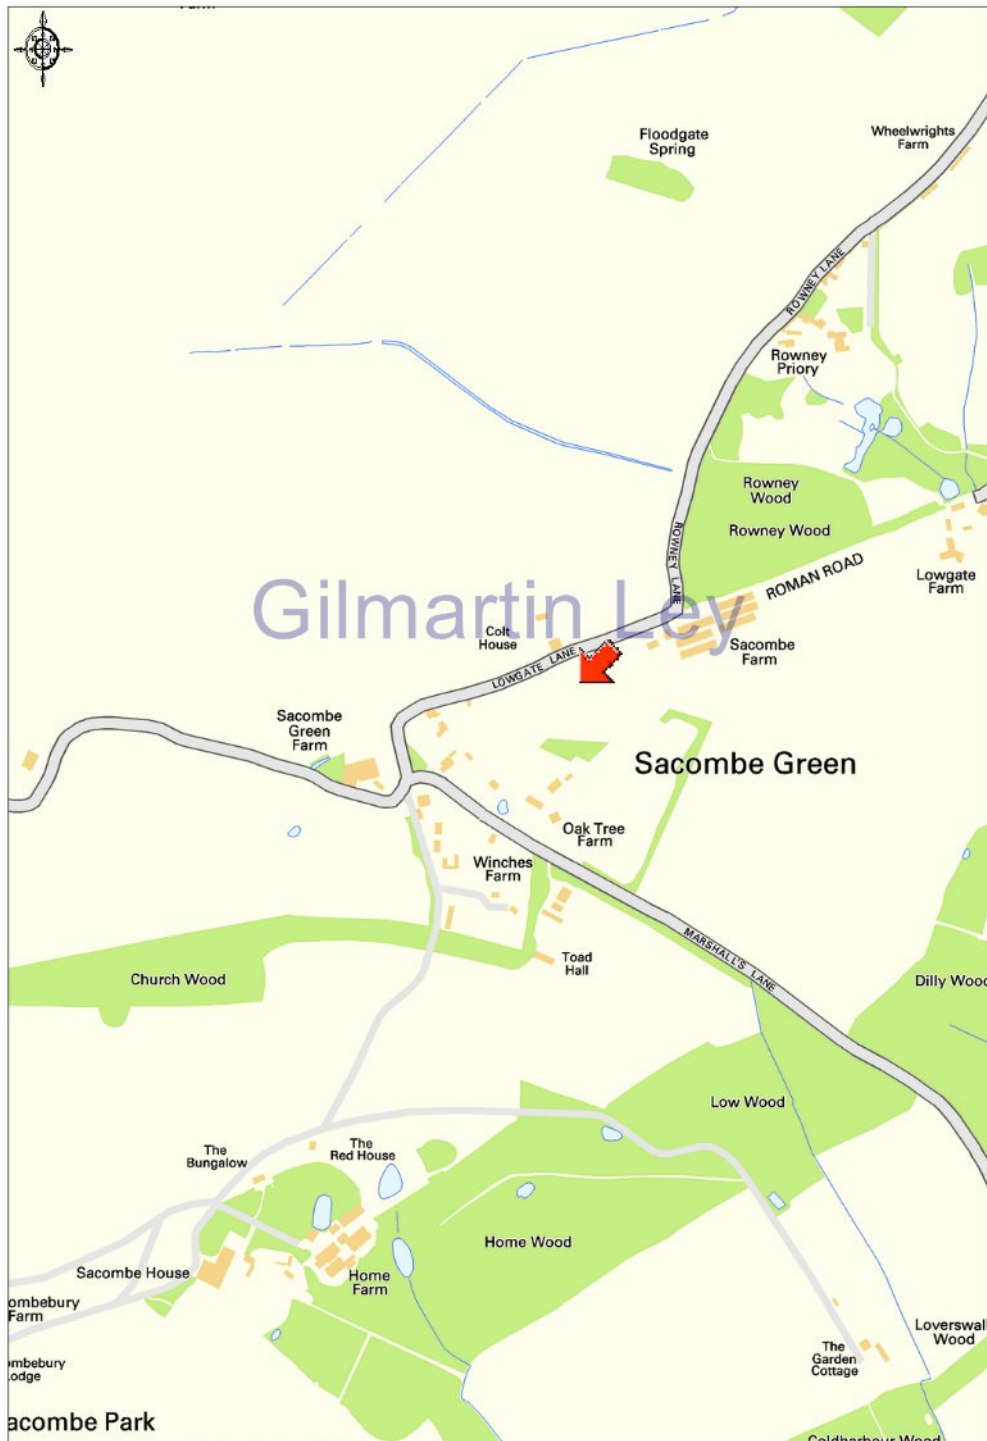 Floodgate
Spring
Wheelwrights
Farm
ROWNEY LANE
Rowney
Priory
Rowney
Wood
Rowney Wood
ROWNEY LANE
ROMAN ROAD
Lowgate
Farm
Gilmartin Ley
Colt
House
Sacombe
Farm
LOWGATE LANE
Sacombe
Green
Farm
Sacombe Green
Oak Tree
Farm
Winches
Farm
MARSHALL'S LANE
Toad
Hall
Church Wood
Dilly Wood
Low Wood
The
Bungalow
The
Red House
Home Wood
Sacombe House
Home
Farm
ombebury
Farm
Loverswall
Wood
The
Garden
Cottage
ombebury
odge
acombe Park
Coldharbour Wood